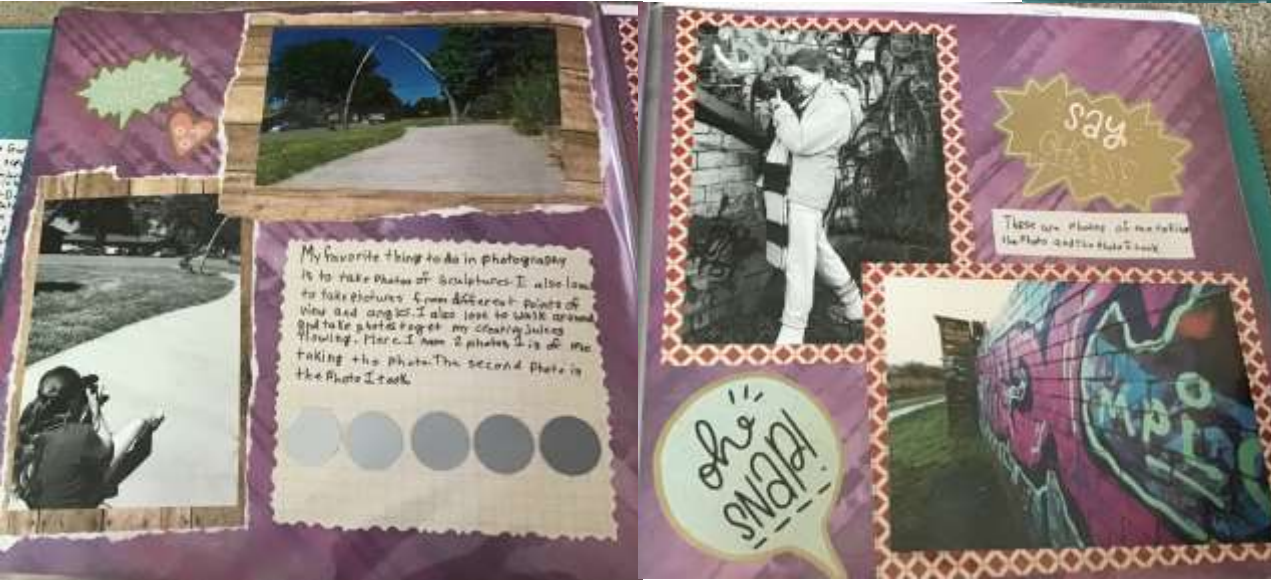 My favorite thing to do in photography
is to take Photos of sculptures. I also love
to take pictures from different points of
view and angles. I also love to walk around
and take photos to get my creative juices
flowing. Here I have 2 photos, 1 is of me
taking the Photo. The second Photo is
the Photo I took
say
These are Photos of me taking
the Photo and the Photo I took
oh
SNAP!